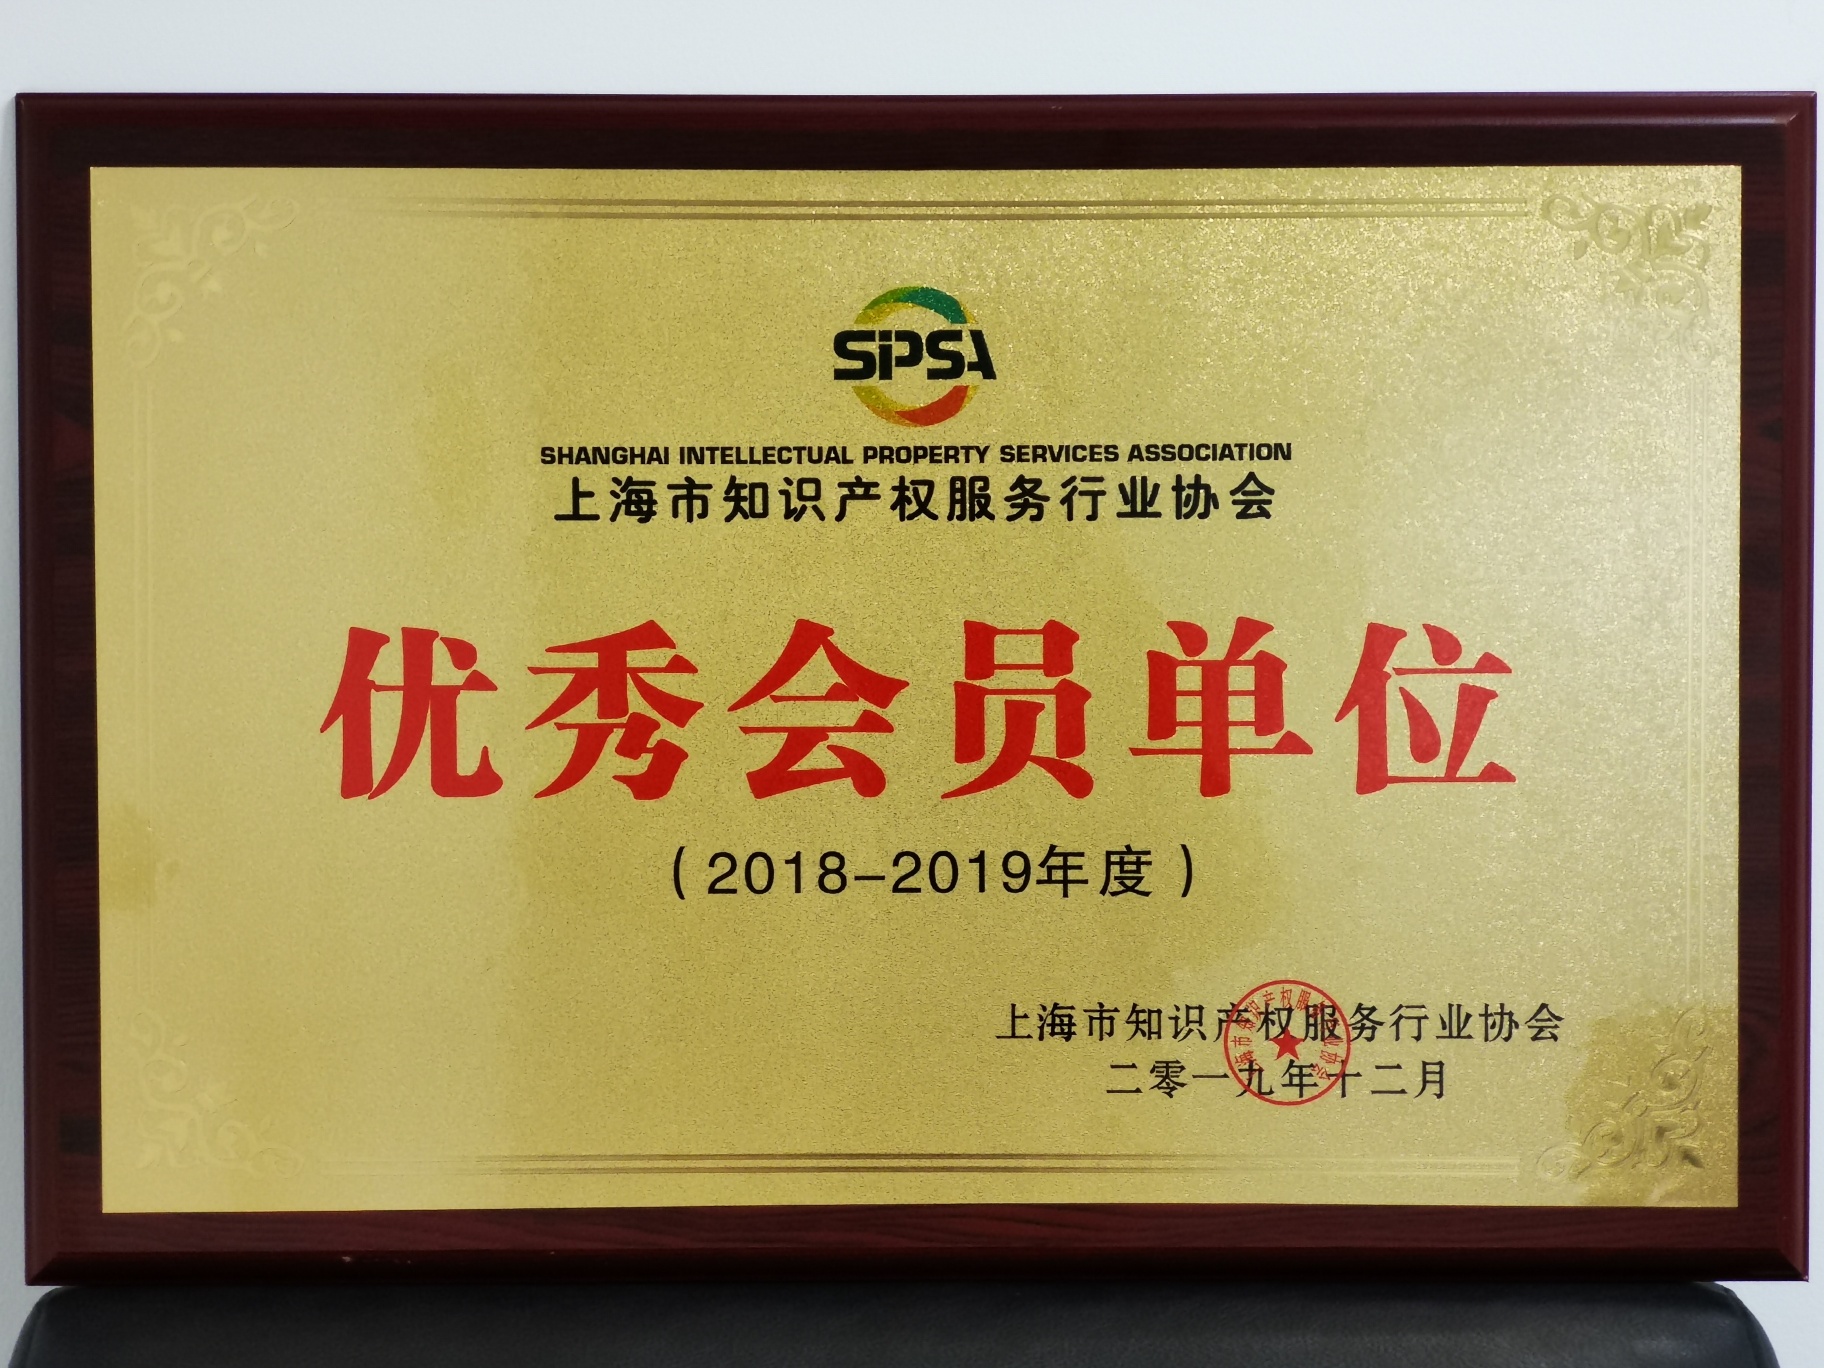 SIPSA
SHANGHAI INTELLECTUAL PROPERTY SERVICES ASSOCIATION
上海市知识产权服务行业协会
优秀会员单位
（2018-2019年度）
上海市知识产权服务行业协会
二零一九年十二月